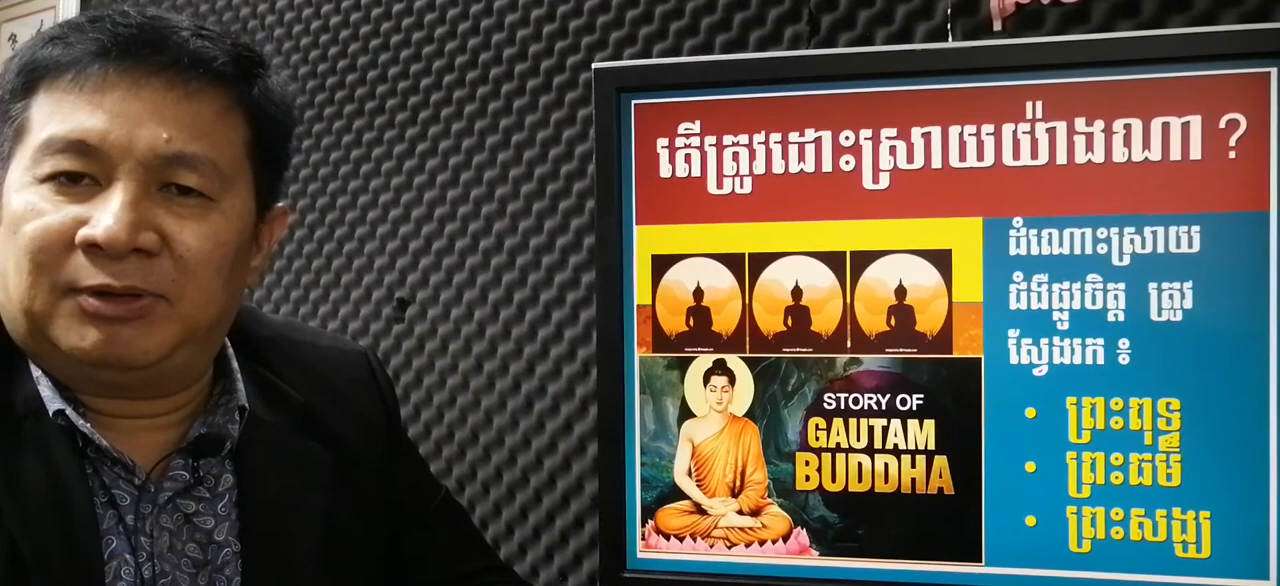 តើត្រូវដោះស្រាយយ៉ាងណា ?
ដំណោះស្រាយ
ជំងឺផ្លូវចិត្ត ត្រូវ
ស្វែងរក ៖
• ព្រះពុទ្ធ
• ព្រះធម៌
• ព្រះសង្ឃ
STORY OF
GAUTAM
BUDDHA